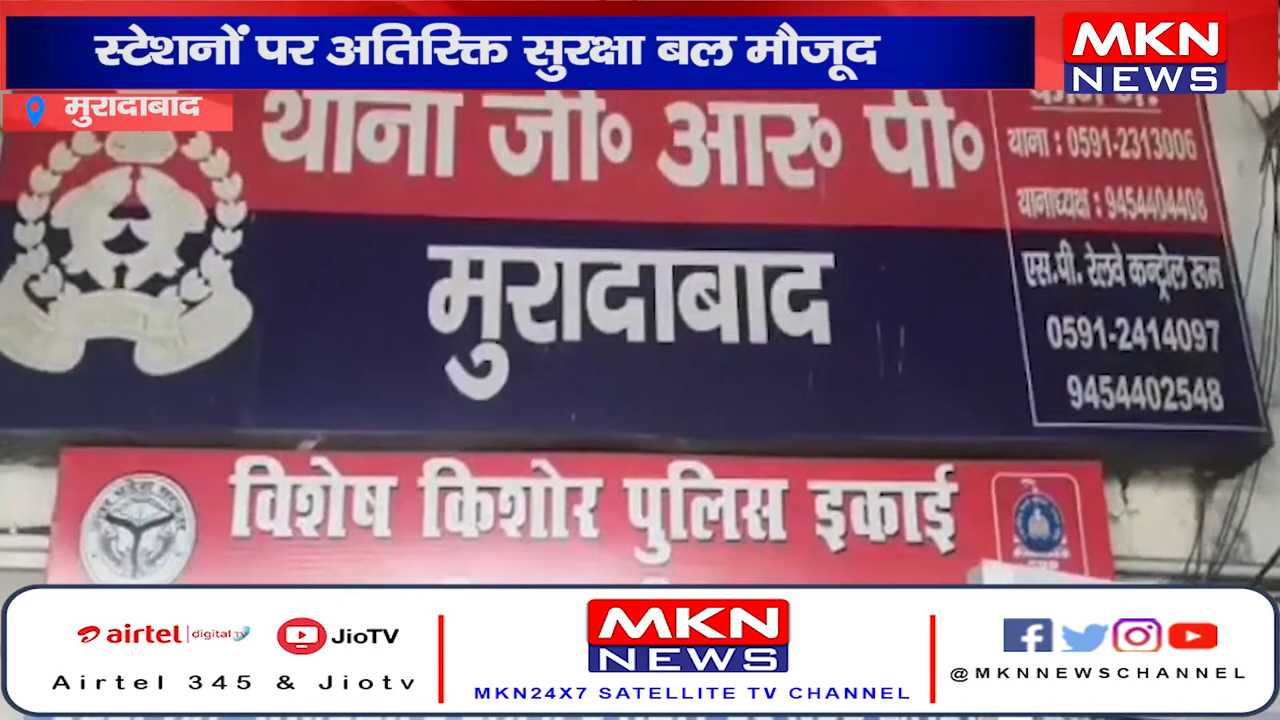 स्टेशनों पर अतिरिक्त सुरक्षा बल मौजूद
MKN
NEWS
मुरादाबाद
थाना जी० आर० पी०
थाना : 0591-2313006
थानाध्यक्ष : 9454404408
मुरादाबाद
एस.पी. रेलवे कन्ट्रोल रूम
0591-2414097
9454402548
विशेष किशोर पुलिस इकाई
airtel digital TV
JioTV
Airtel 345 & Jiotv
MKN
NEWS
MKN24X7 SATELLITE TV CHANNEL
@MKNNEWSCHANNEL